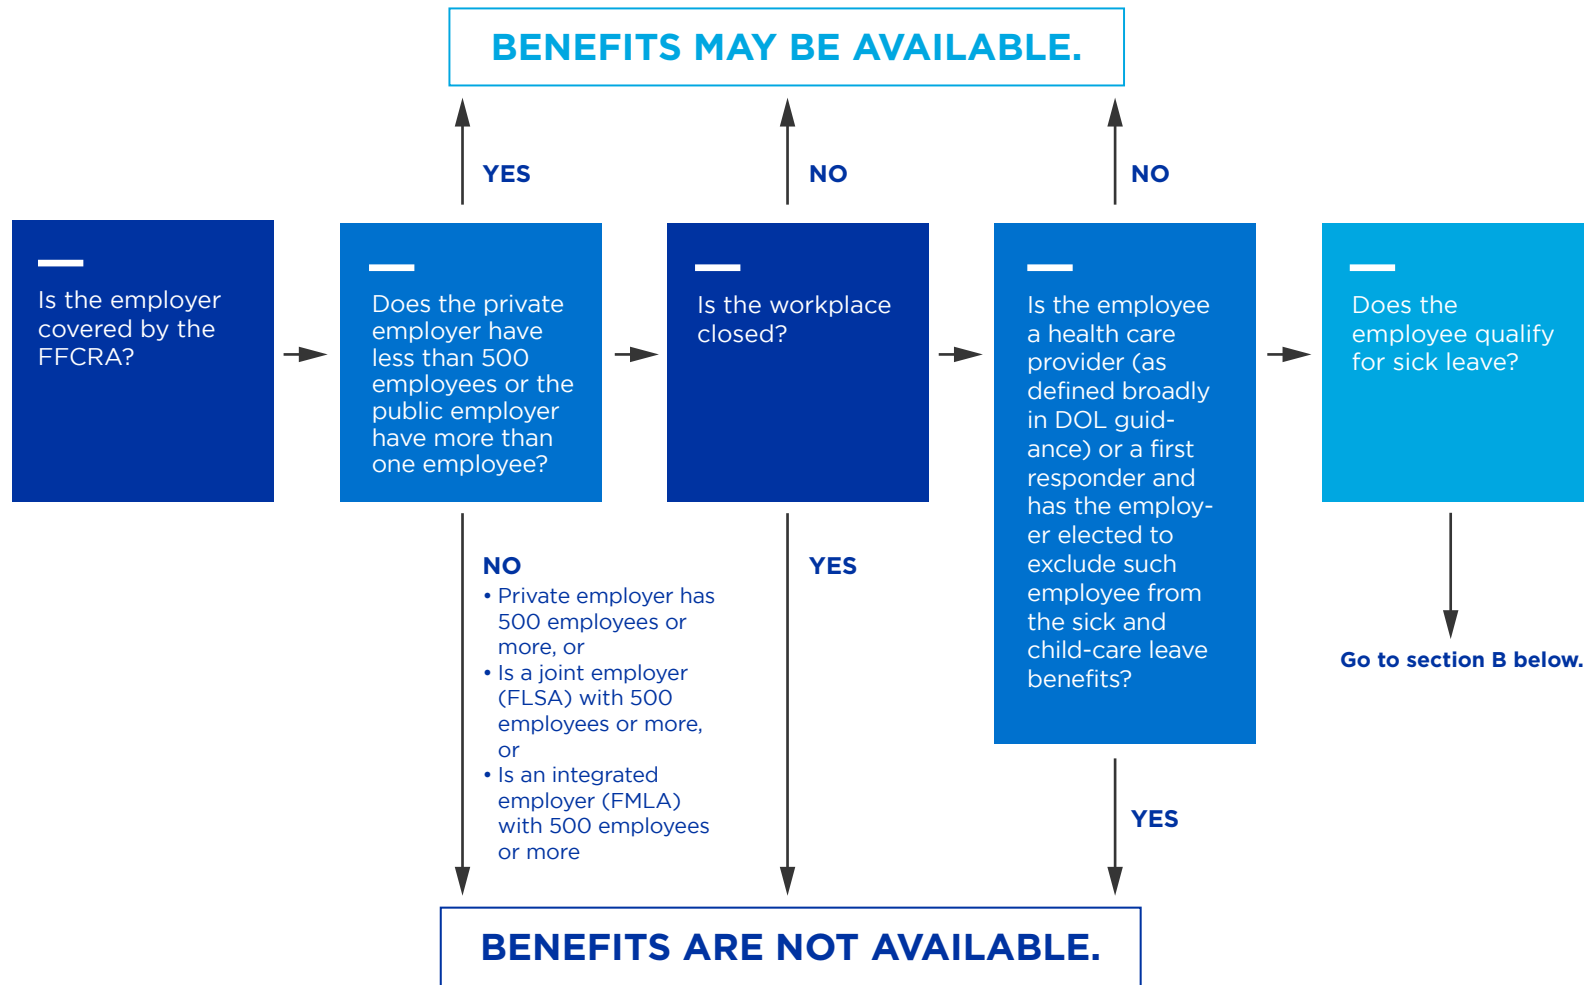 BENEFITS MAY BE AVAILABLE.
YES
NO
NO
Is the employer
covered by the
FFCRA?
Does the private
employer have
less than 500
employees or the
public employer
have more than
one employee?
Is the workplace
closed?
Is the employee
a health care
provider (as
defined broadly
in DOL guid-
ance) or a first
responder and
has the employ-
er elected to
exclude such
employee from
the sick and
child-care leave
benefits?
Does the
employee qualify
for sick leave?
NO
• Private employer has
500 employees or
more, or
• Is a joint employer
(FLSA) with 500
employees or more,
or
• Is an integrated
employer (FMLA)
with 500 employees
or more
YES
YES
Go to section B below.
BENEFITS ARE NOT AVAILABLE.